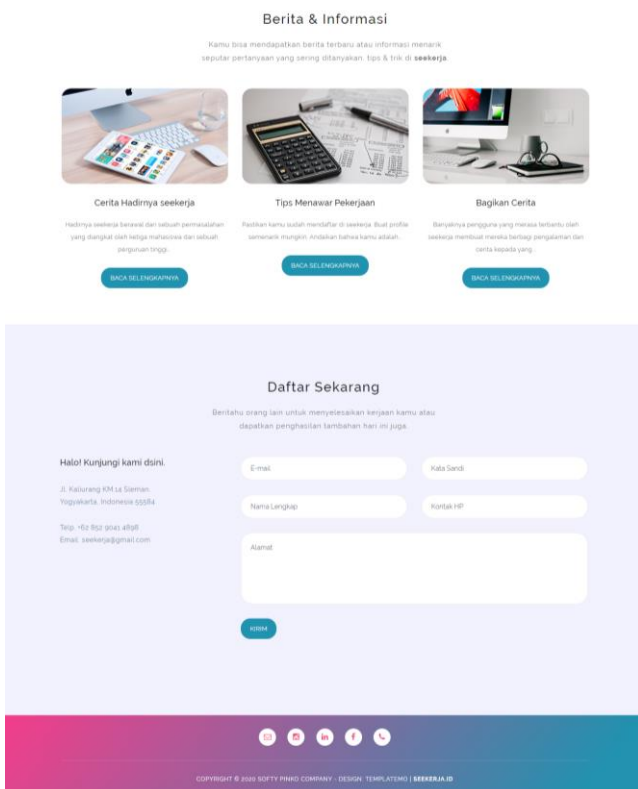 Berita & Informasi
Kamu bisa mendapatkan berita terbaru atau informasi menarik
seputar pertanyaan yang sering ditanyakan, tips & trik di seekerja.
Cerita Hadirnya seekerja
Hadirnya seekerja berawal dari sebuah permasalahan
yang diangkat oleh ketiga mahasiswa dari sebuah
perguruan tinggi...
BACA SELENGKAPNYA
Tips Menawar Pekerjaan
Pastikan kamu sudah mendaftar di seekerja. Buat profile
semenarik mungkin. Andaikan bahwa kamu adalah...
BACA SELENGKAPNYA
Bagikan Cerita
Banyaknya pengguna yang merasa terbantu oleh
seekerja membuat mereka berbagi pengalaman dan
cerita kepada yang...
BACA SELENGKAPNYA
Daftar Sekarang
Beritahu orang lain untuk menyelesaikan kerjaan kamu atau
dapatkan penghasilan tambahan hari ini juga.
Halo! Kunjungi kami dsini.
Jl. Kaliurang KM.14 Sleman
Yogyakarta, Indonesia 55584
Telp. +62 852 9041 4898
Email. seekerja@gmail.com
E-mail
Kata Sandi
Nama Lengkap
Kontak HP
Alamat
KIRIM
COPYRIGHT © 2020 SOFTY PINKO COMPANY - DESIGN: TEMPLATEMO | SEEKERJA.ID